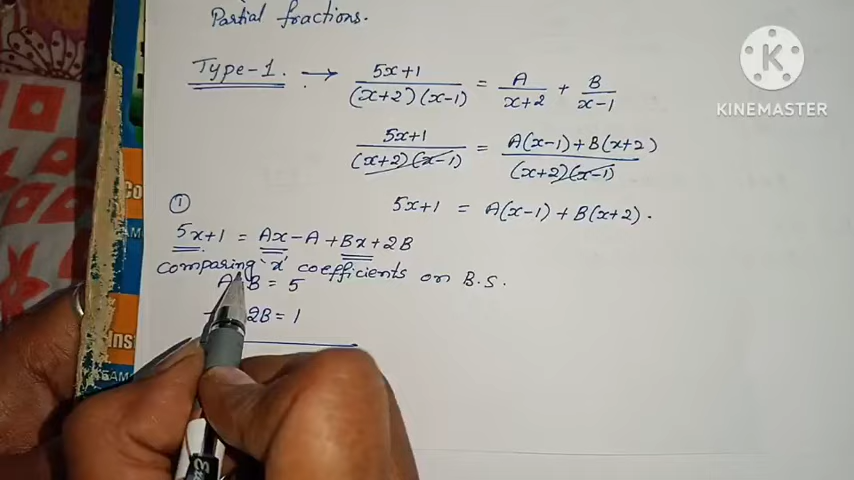 Partial fractions.
Type-1. → 5x+1 / (x+2)(x-1) = A / x+2 + B / x-1
KINEMASTER
5x+1 / (x+2)(x-1) = A(x-1)+B(x+2) / (x+2)(x-1)
5x+1 = A(x-1)+B(x+2).
①
5x+1 = Ax-A+Bx+2B
comparing 'x' coefficients on B.S.
B = 5
2B = 1